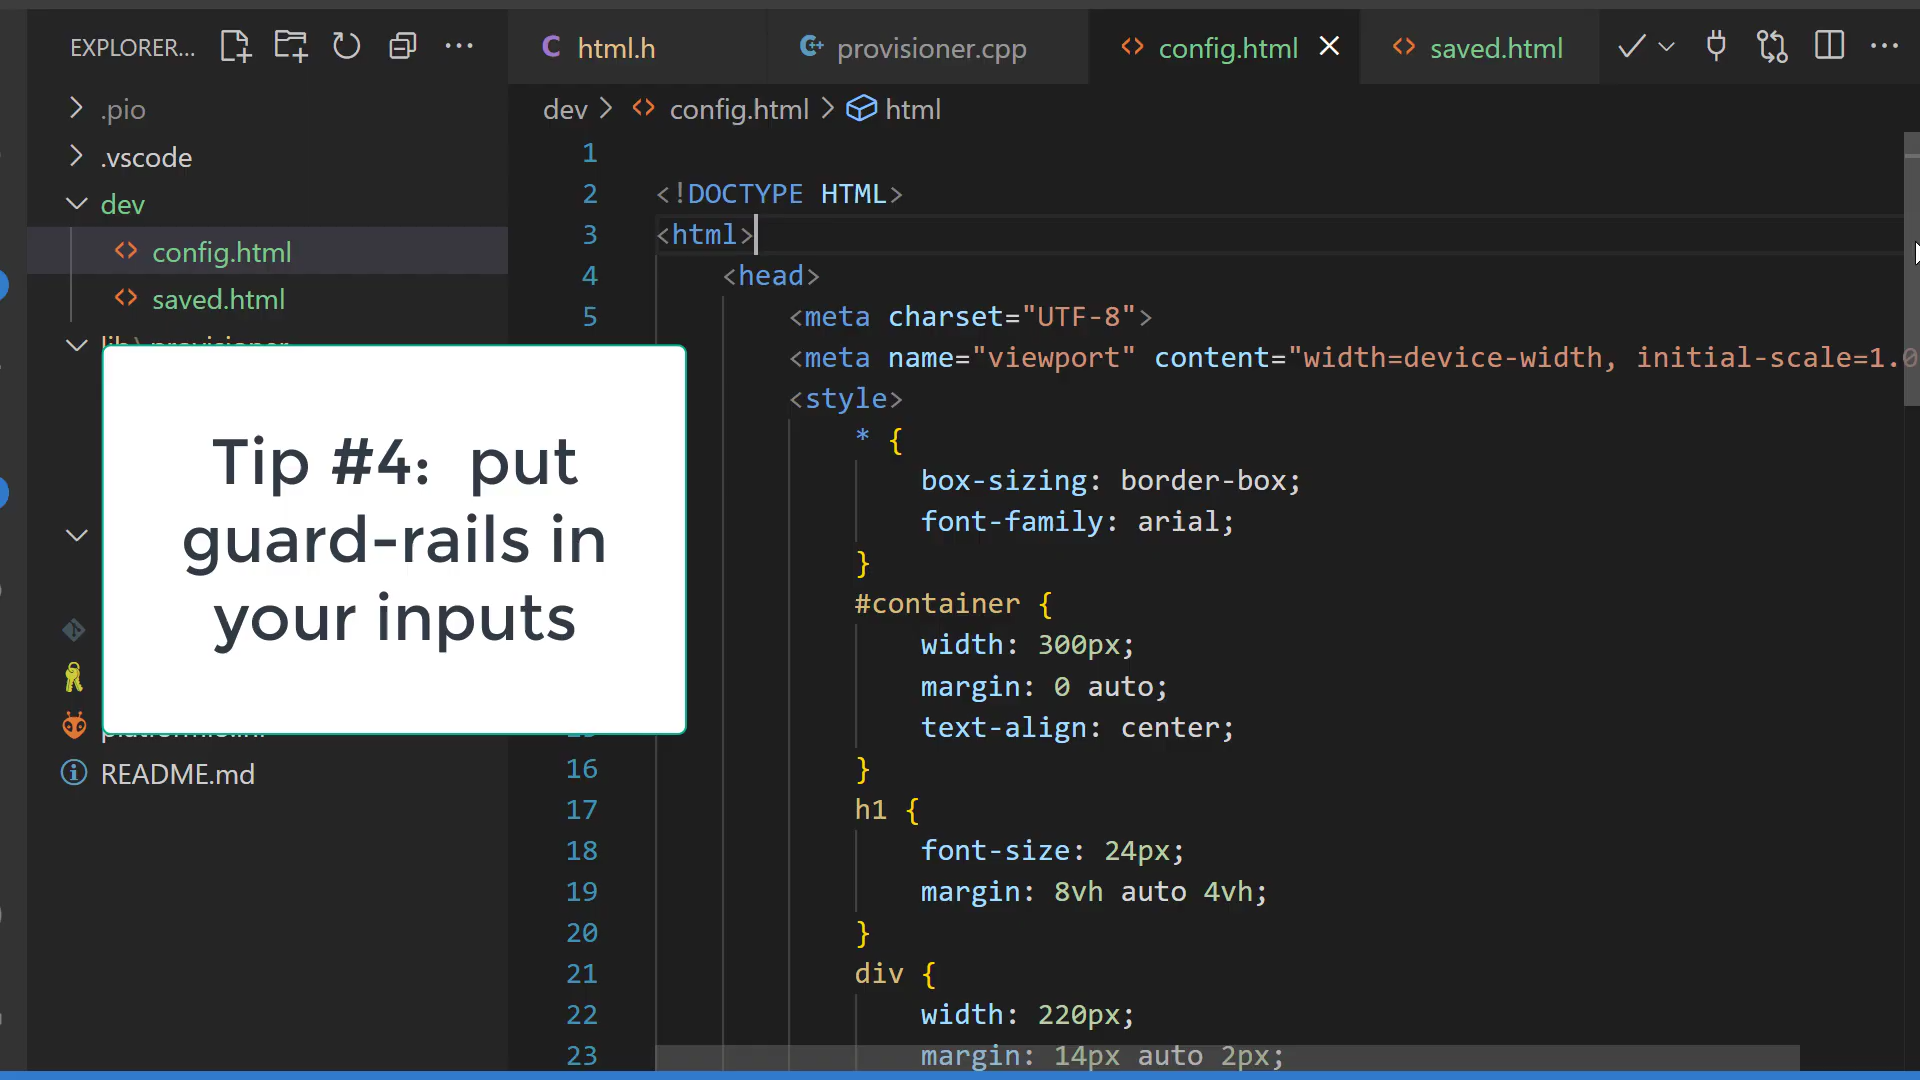 EXPLORER...
html.h
provisioner.cpp
config.html
saved.html
.pio
.vscode
dev
config.html
saved.html
README.md
Tip #4: put
guard-rails in
your inputs
dev > config.html > html
1
2 <!DOCTYPE HTML>
3 <html>
4 <head>
5 <meta charset="UTF-8">
<meta name="viewport" content="width=device-width, initial-scale=1.0
<style>
* {
box-sizing: border-box;
font-family: arial;
}
#container {
width: 300px;
margin: 0 auto;
text-align: center;
16 }
17 h1 {
18 font-size: 24px;
19 margin: 8vh auto 4vh;
20 }
21 div {
22 width: 220px;
23 margin: 14px auto 2px;